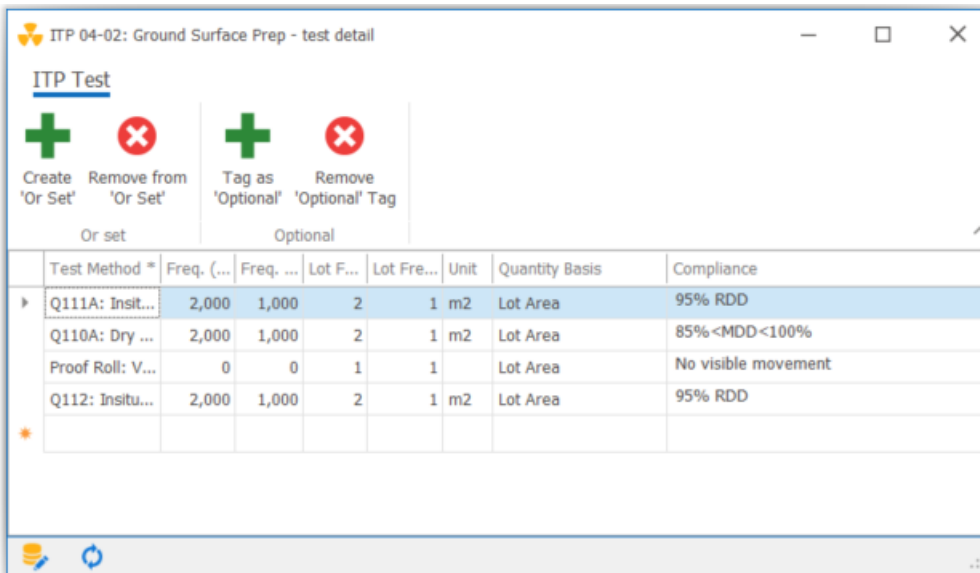 ITP 04-02: Ground Surface Prep - test detail
ITP Test
Create 'Or Set'
Remove from 'Or Set'
Tag as 'Optional'
Remove 'Optional' Tag
Or set
Optional
Test Method * Freq. (... Freq. ... Lot F... Lot Fre... Unit Quantity Basis Compliance
Q111A: Insit... 2,000 1,000 2 1 m2 Lot Area 95% RDD
Q110A: Dry ... 2,000 1,000 2 1 m2 Lot Area 85%<MDD<100%
Proof Roll: V... 0 0 1 1 Lot Area No visible movement
Q112: Insitu... 2,000 1,000 2 1 m2 Lot Area 95% RDD